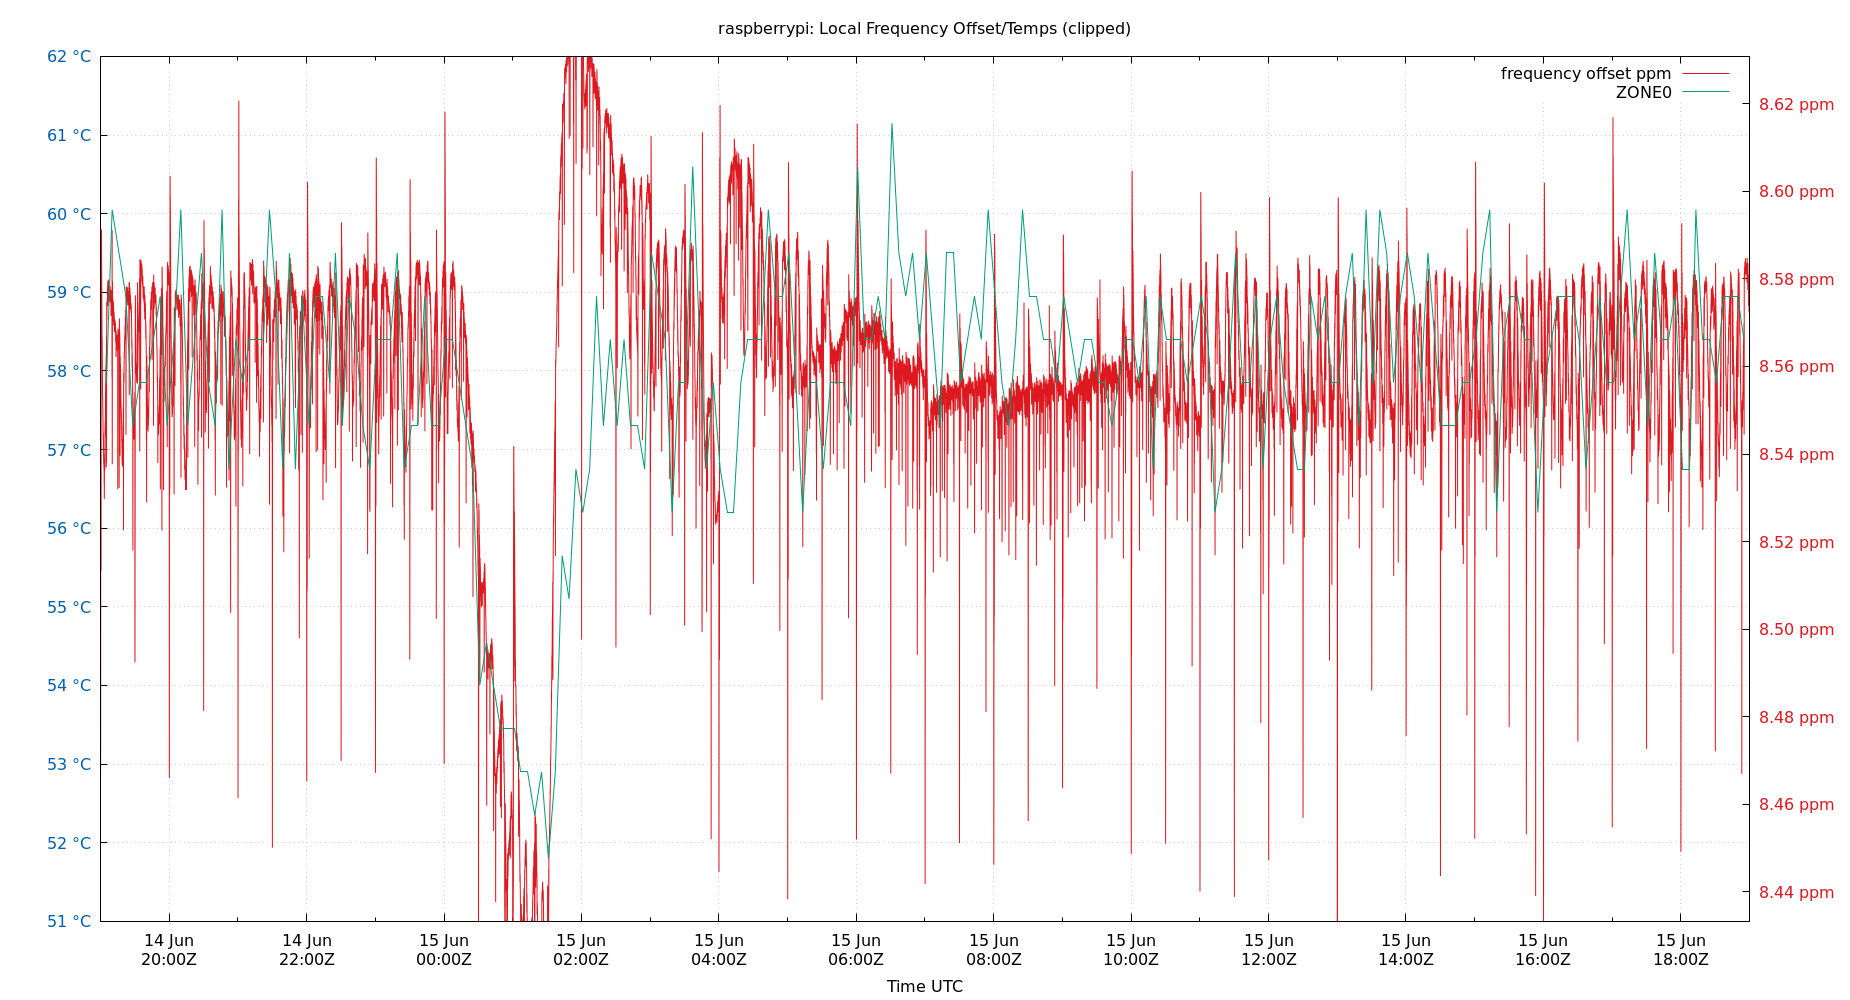 raspberrypi: Local Frequency Offset/Temps (clipped)
frequency offset ppm
ZONE0
62 °C
61 °C
60 °C
59 °C
58 °C
57 °C
56 °C
55 °C
54 °C
53 °C
52 °C
51 °C
8.62 ppm
8.60 ppm
8.58 ppm
8.56 ppm
8.54 ppm
8.52 ppm
8.50 ppm
8.48 ppm
8.46 ppm
8.44 ppm
14 Jun 14 Jun 15 Jun 15 Jun 15 Jun 15 Jun 15 Jun 15 Jun 15 Jun 15 Jun 15 Jun 15 Jun
20:00Z 22:00Z 00:00Z 02:00Z 04:00Z 06:00Z 08:00Z 10:00Z 12:00Z 14:00Z 16:00Z 18:00Z
Time UTC